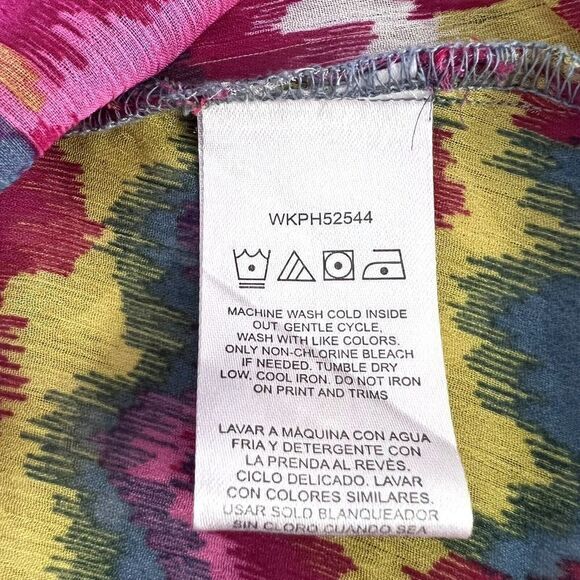 WKPH52544
MACHINE WASH COLD INSIDE
OUT. GENTLE CYCLE,
WASH WITH LIKE COLORS.
ONLY NON-CHLORINE BLEACH
IF NEEDED. TUMBLE DRY
LOW, COOL IRON. DO NOT IRON
ON PRINT AND TRIMS
LAVAR A MÁQUINA CON AGUA
FRIA Y DETERGENTE CON
LA PRENDA AL REVÉS.
CICLO DELICADO. LAVAR
CON COLORES SIMILARES.
USAR SOLD BLANQUEADOR
SIN CLORO CUANDO SEA